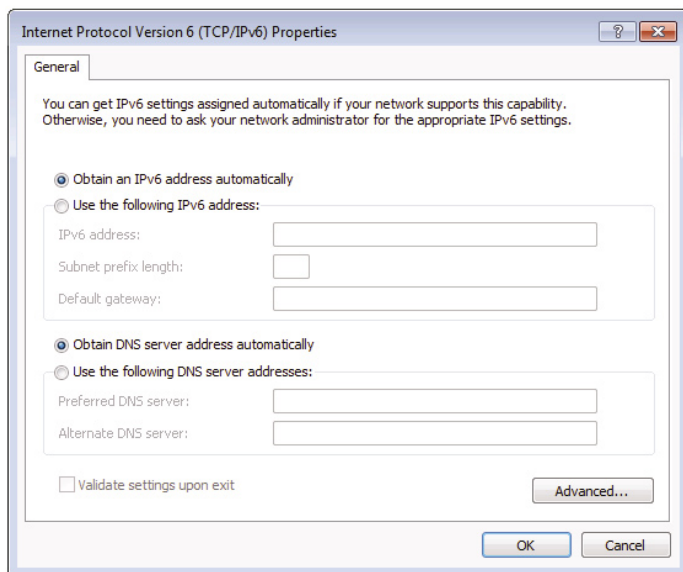 Internet Protocol Version 6 (TCP/IPv6) Properties
General
You can get IPv6 settings assigned automatically if your network supports this capability.
Otherwise, you need to ask your network administrator for the appropriate IPv6 settings.
Obtain an IPv6 address automatically
Use the following IPv6 address:
IPv6 address:
Subnet prefix length:
Default gateway:
Obtain DNS server address automatically
Use the following DNS server addresses:
Preferred DNS server:
Alternate DNS server:
Validate settings upon exit
Advanced...
OK Cancel